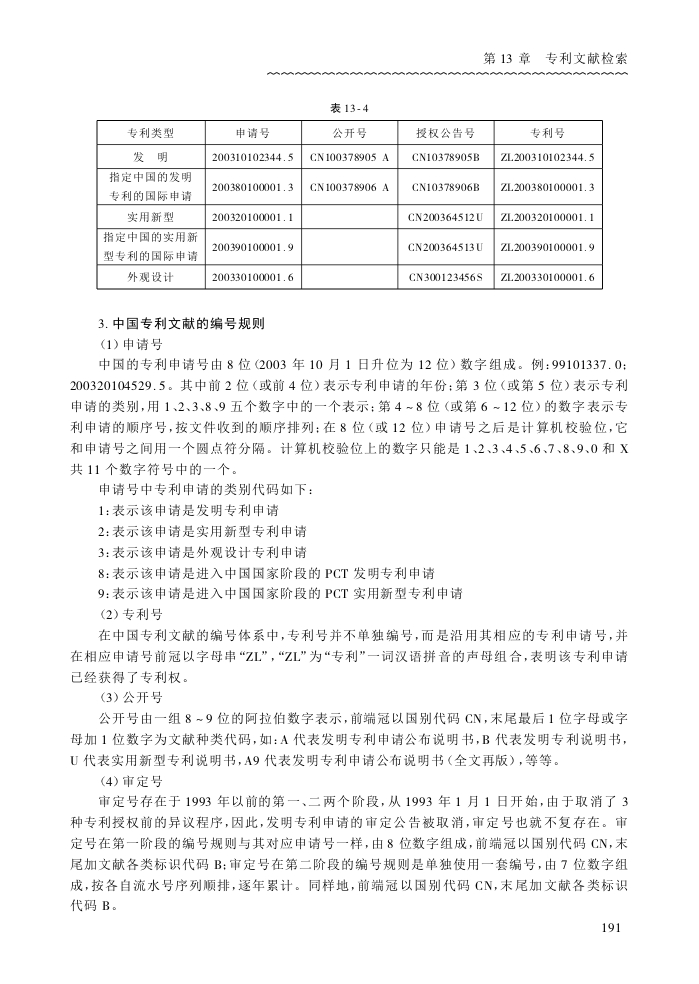 第 13 章　专利文献检索
表 13-4
专利类型　申请号　公开号　授权公告号　专利号
发　明　200310102344.5　CN100378905 A　CN10378905B　ZL200310102344.5
指定中国的发明
专利的国际申请　200380100001.3　CN100378906 A　CN10378906B　ZL200380100001.3
实用新型　200320100001.1　CN200364512U　ZL200320100001.1
指定中国的实用新
型专利的国际申请　200390100001.9　CN200364513U　ZL200390100001.9
外观设计　200330100001.6　CN300123456S　ZL200330100001.6
3. 中国专利文献的编号规则
(1)申请号
中国的专利申请号由 8 位(2003 年 10 月 1 日升位为 12 位)数字组成。例:99101337.0;
200320104529.5。其中前 2 位(或前 4 位)表示专利申请的年份;第 3 位(或第 5 位)表示专利
申请的类别,用 1、2、3、8、9 五个数字中的一个表示;第 4～8 位(或第 6～12 位)的数字表示专
利申请的顺序号,按文件收到的顺序排列;在 8 位(或 12 位)申请号之后是计算机校验位,它
和申请号之间用一个圆点符分隔。计算机校验位上的数字只能是 1、2、3、4、5、6、7、8、9、0 和 X
共 11 个数字符号中的一个。
申请号中专利申请的类别代码如下:
1:表示该申请是发明专利申请
2:表示该申请是实用新型专利申请
3:表示该申请是外观设计专利申请
8:表示该申请是进入中国国家阶段的 PCT 发明专利申请
9:表示该申请是进入中国国家阶段的 PCT 实用新型专利申请
(2)专利号
在中国专利文献的编号体系中,专利号并不单独编号,而是沿用其相应的专利申请号,并
在相应申请号前冠以字母串“ZL”,“ZL”为“专利”一词汉语拼音的声母组合,表明该专利申请
已经获得了专利权。
(3)公开号
公开号由一组 8～9 位的阿拉伯数字表示,前端冠以国别代码 CN,末尾最后 1 位字母或字
母加 1 位数字为文献种类代码,如:A 代表发明专利申请公布说明书,B 代表发明专利说明书,
U 代表实用新型专利说明书,A9 代表发明专利申请公布说明书(全文再版),等等。
(4)审定号
审定号存在于 1993 年以前的第一、二两个阶段,从 1993 年 1 月 1 日开始,由于取消了 3
种专利授权前的异议程序,因此,发明专利申请的审定公告被取消,审定号也就不复存在。审
定号在第一阶段的编号规则与其对应申请号一样,由 8 位数字组成,前端冠以国别代码 CN,末
尾加文献各类标识代码 B;审定号在第二阶段的编号规则是单独使用一套编号,由 7 位数字组
成,按各自流水号序列顺排,逐年累计。同样地,前端冠以国别代码 CN,末尾加文献各类标识
代码 B。
191